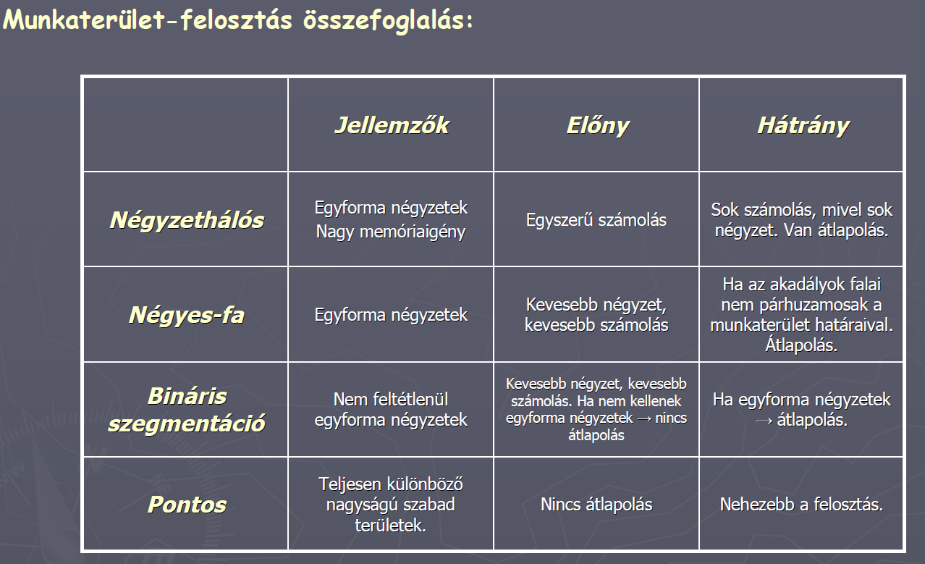 Munkaterület-felosztás összefoglalás:
Jellemzők
Előny
Hátrány
Négyzethálós
Egyforma négyzetek
Nagy memóriaigény
Egyszerű számolás
Sok számolás, mivel sok
négyzet. Van átlapolás.
Négyes-fa
Egyforma négyzetek
Kevesebb négyzet,
kevesebb számolás
Ha az akadályok falai
nem párhuzamosak a
munkaterület határaival.
Átlapolás.
Bináris
szegmentáció
Nem feltétlenül
egyforma négyzetek
Kevesebb négyzet, kevesebb
számolás. Ha nem kellenek
egyforma négyzetek → nincs
átlapolás
Ha egyforma négyzetek
→ átlapolás.
Pontos
Teljesen különböző
nagyságú szabad
területek.
Nincs átlapolás
Nehezebb a felosztás.